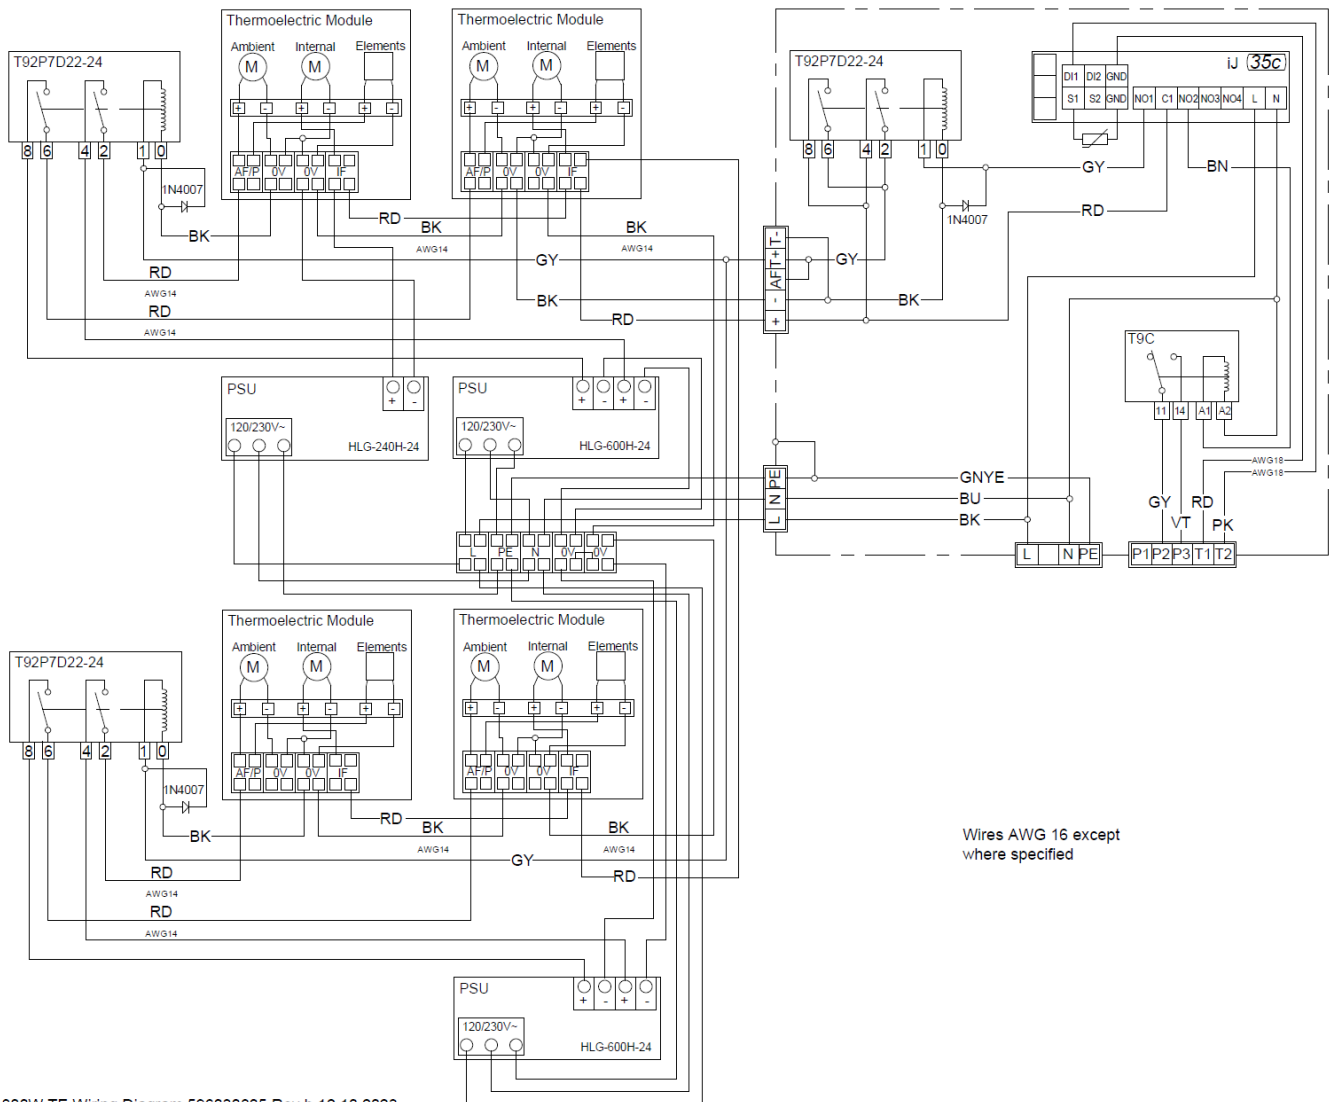 Thermoelectric Module
Ambient Internal Elements
M M
+ - + - + -
AF/P 0V 0V IF
Thermoelectric Module
Ambient Internal Elements
M M
+ - + - + -
AF/P 0V 0V IF
T92P7D22-24
8 6 4 2 1 0
1N4007
BK
RD
AWG14
RD
AWG14
RD
BK
AWG14
BK
AWG14
GY
BK
RD
T92P7D22-24
8 6 4 2 1 0
1N4007
iJ 35c
DI1 DI2 GND
S1 S2 GND NO1 C1 NO2 NO3 NO4 L N
GY
BN
RD
T-
T+
AF
-
+
GY
BK
T9C
11 14 A1 A2
AWG18
AWG18
PSU
+ -
120/230V~
HLG-240H-24
PSU
+ - + -
120/230V~
HLG-600H-24
PE
N
L
GNYE
BU
BK
GY
VT
RD
PK
L N PE
P1 P2 P3 T1 T2
L PE N 0V 0V
Thermoelectric Module
Ambient Internal Elements
M M
+ - + - + -
AF/P 0V 0V IF
Thermoelectric Module
Ambient Internal Elements
M M
+ - + - + -
AF/P 0V 0V IF
T92P7D22-24
8 6 4 2 1 0
1N4007
BK
RD
AWG14
RD
AWG14
RD
BK
AWG14
BK
AWG14
GY
RD
Wires AWG 16 except
where specified
PSU
+ - + -
120/230V~
HLG-600H-24